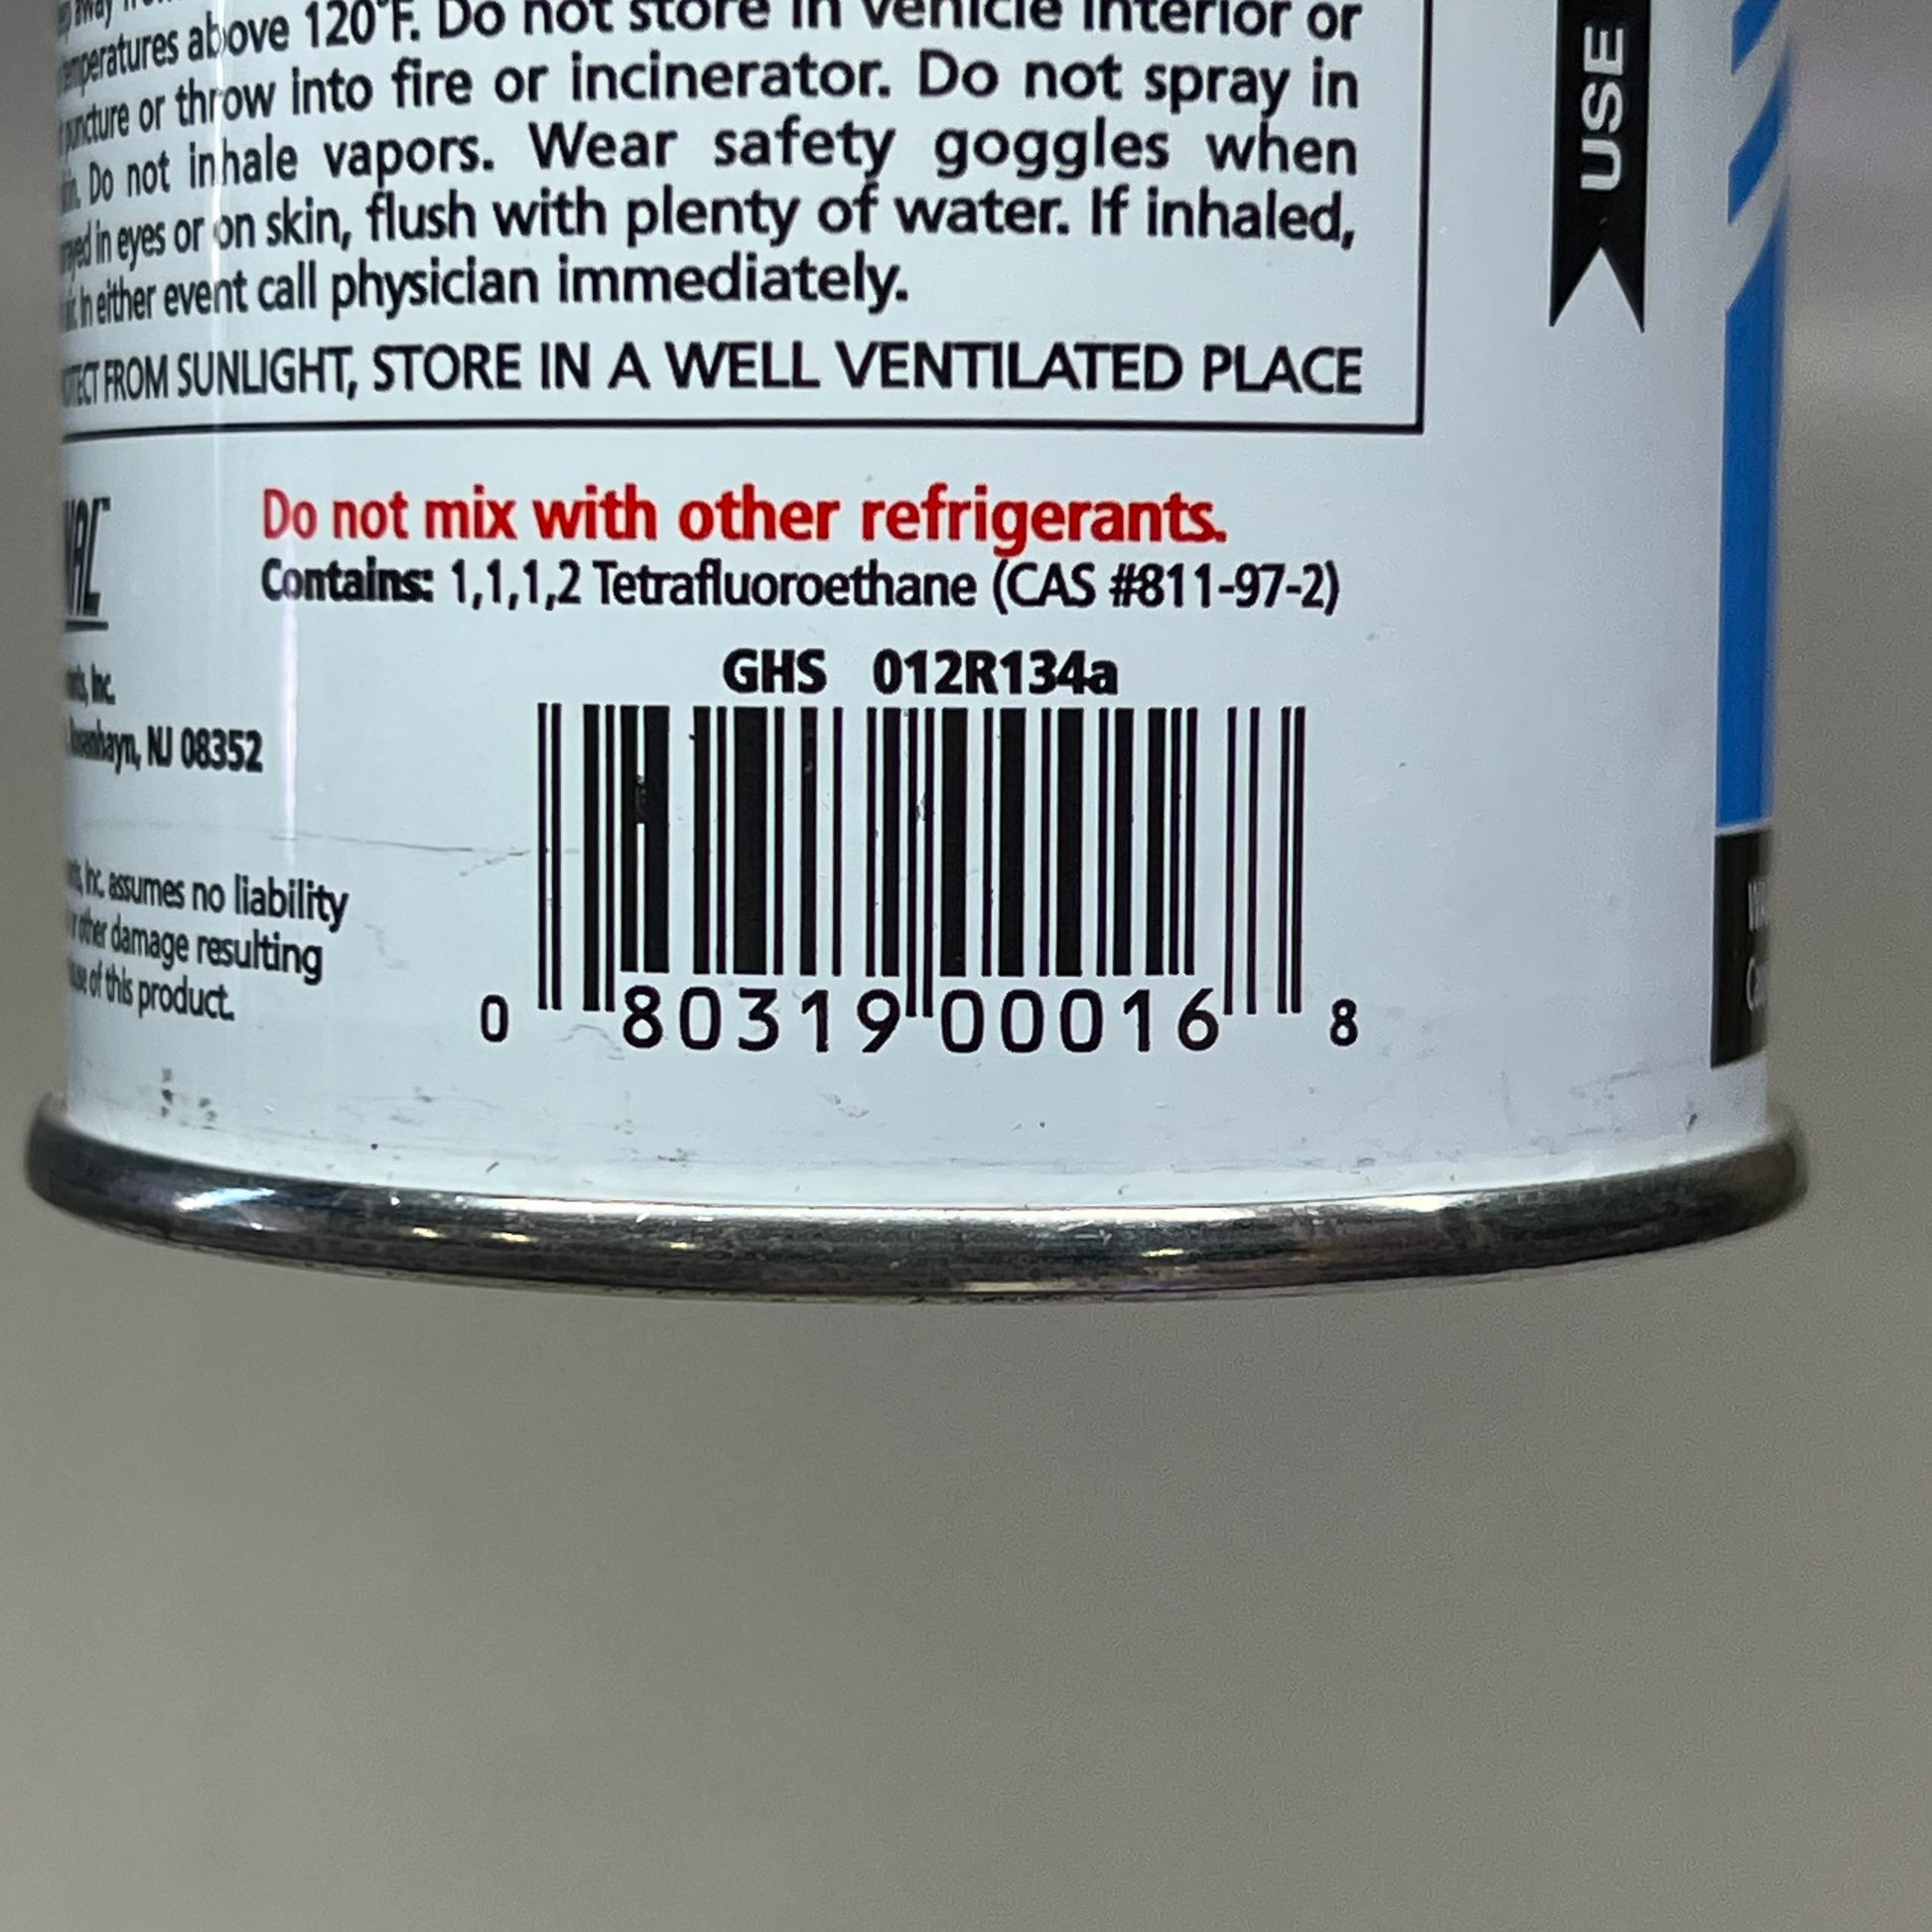 away
temperatures above 120°F. Do not store in vehicle interior or
puncture or throw into fire or incinerator. Do not spray in
Do not inhale vapors. Wear safety goggles when
in eyes or on skin, flush with plenty of water. If inhaled,
In either event call physician immediately.
FROM SUNLIGHT, STORE IN A WELL VENTILATED PLACE
Do not mix with other refrigerants.
Contains: 1,1,1,2 Tetrafluoroethane (CAS #811-97-2)
GHS 012R134a
Inc.
Rosenhayn, NJ 08352
Inc. assumes no liability
or other damage resulting
use of this product.
0 80319 00016 8
USE